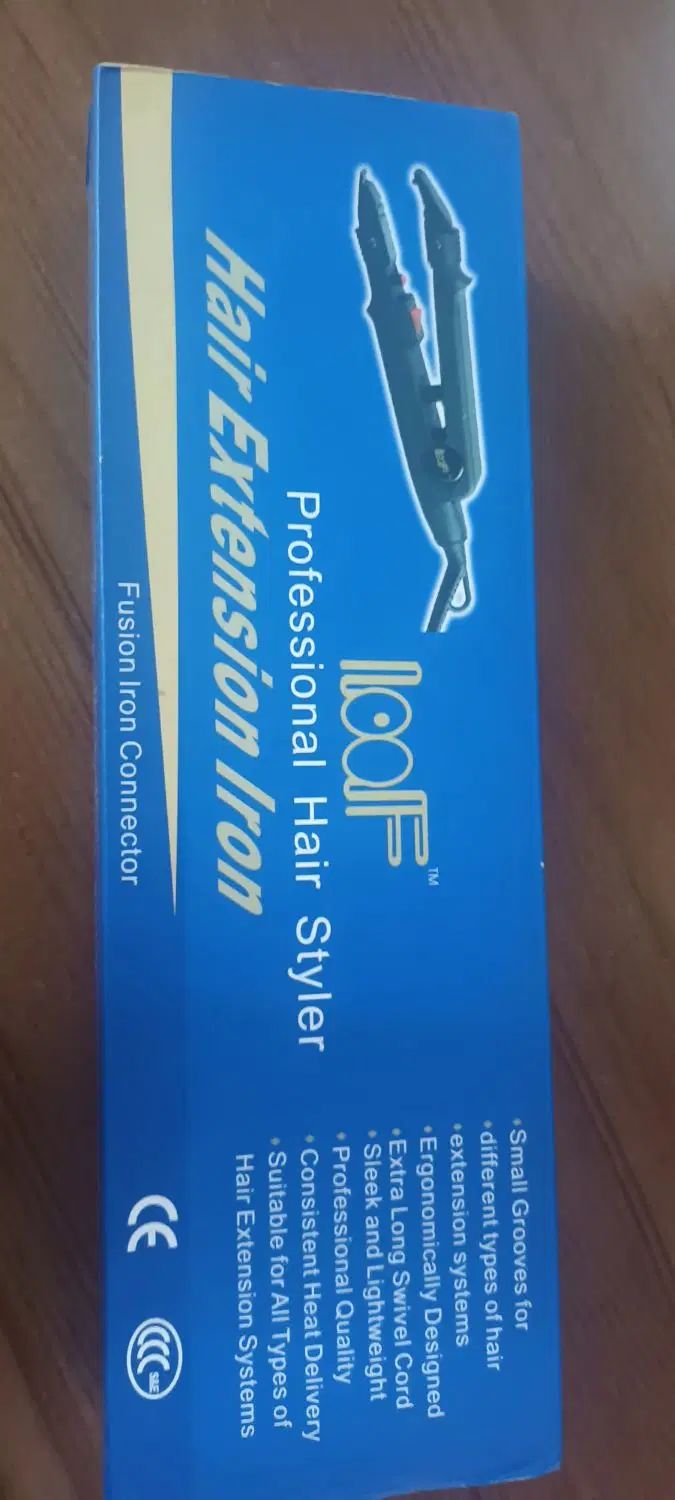 loof™
Professional Hair Styler
Hair Extension Iron
Fusion Iron Connector
•Small Grooves for
•different types of hair
•extension systems
•Ergonomically Designed
•Extra Long Swivel Cord
•Sleek and Lightweight
•Professional Quality
•Consistent Heat Delivery
•Suitable for All Types of
Hair Extension Systems
CE
CCC
S&E